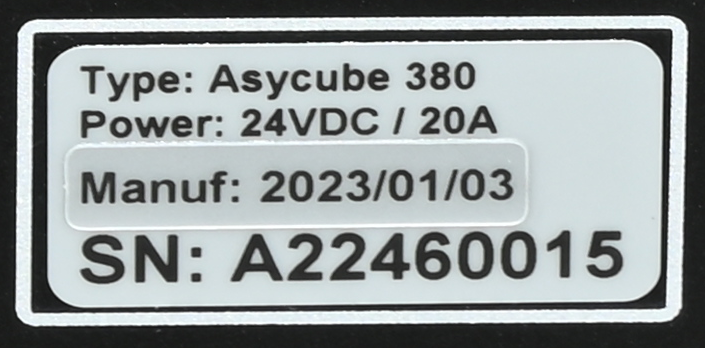 Type: Asycube 380
Power: 24VDC / 20A
Manuf: 2023/01/03
SN: A22460015